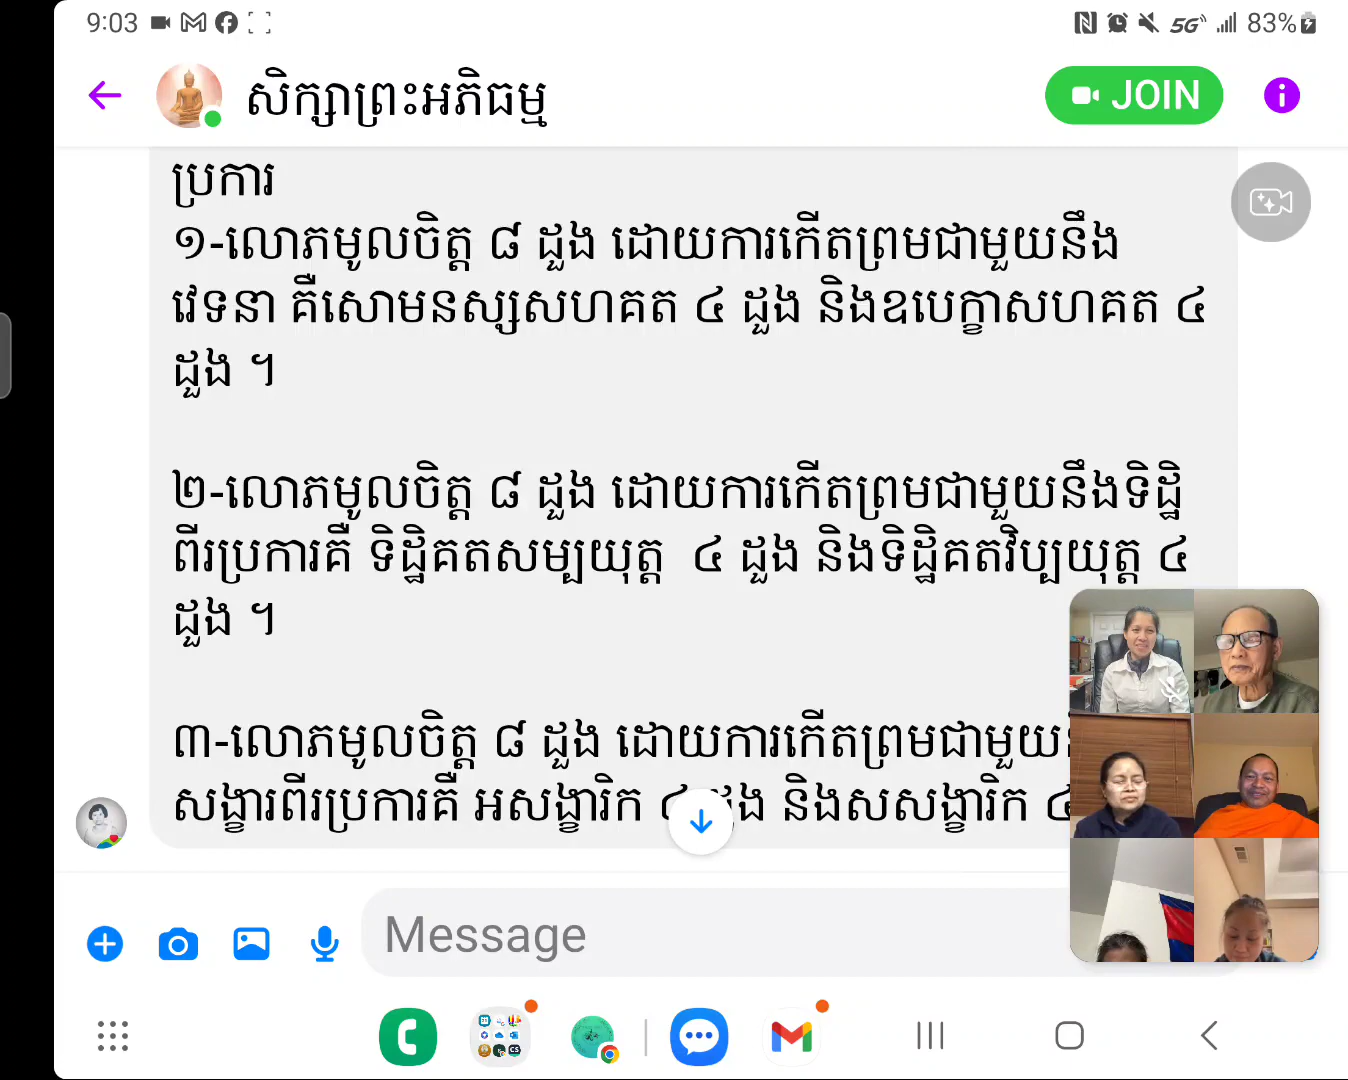 9:03
5G 83%
សិក្សាព្រះអភិធម្ម
JOIN
ប្រការ
១-លោភមូលចិត្ត ៨ ដួង ដោយការកើតព្រមជាមួយនឹង
វេទនា គឺសោមនស្សសហគត ៤ ដួង និងឧបេក្ខាសហគត ៤
ដួង ។
២-លោភមូលចិត្ត ៨ ដួង ដោយការកើតព្រមជាមួយនឹងទិដ្ឋិ
ពីរប្រការគឺ ទិដ្ឋិគតសម្បយុត្ត ៤ ដួង និងទិដ្ឋិគតវិប្បយុត្ត ៤
ដួង ។
៣-លោភមូលចិត្ត ៨ ដួង ដោយការកើតព្រមជាមួយ
សង្ខារពីរប្រការគឺ អសង្ខារិក ៤ ដួង និងសសង្ខារិក ៤
Message